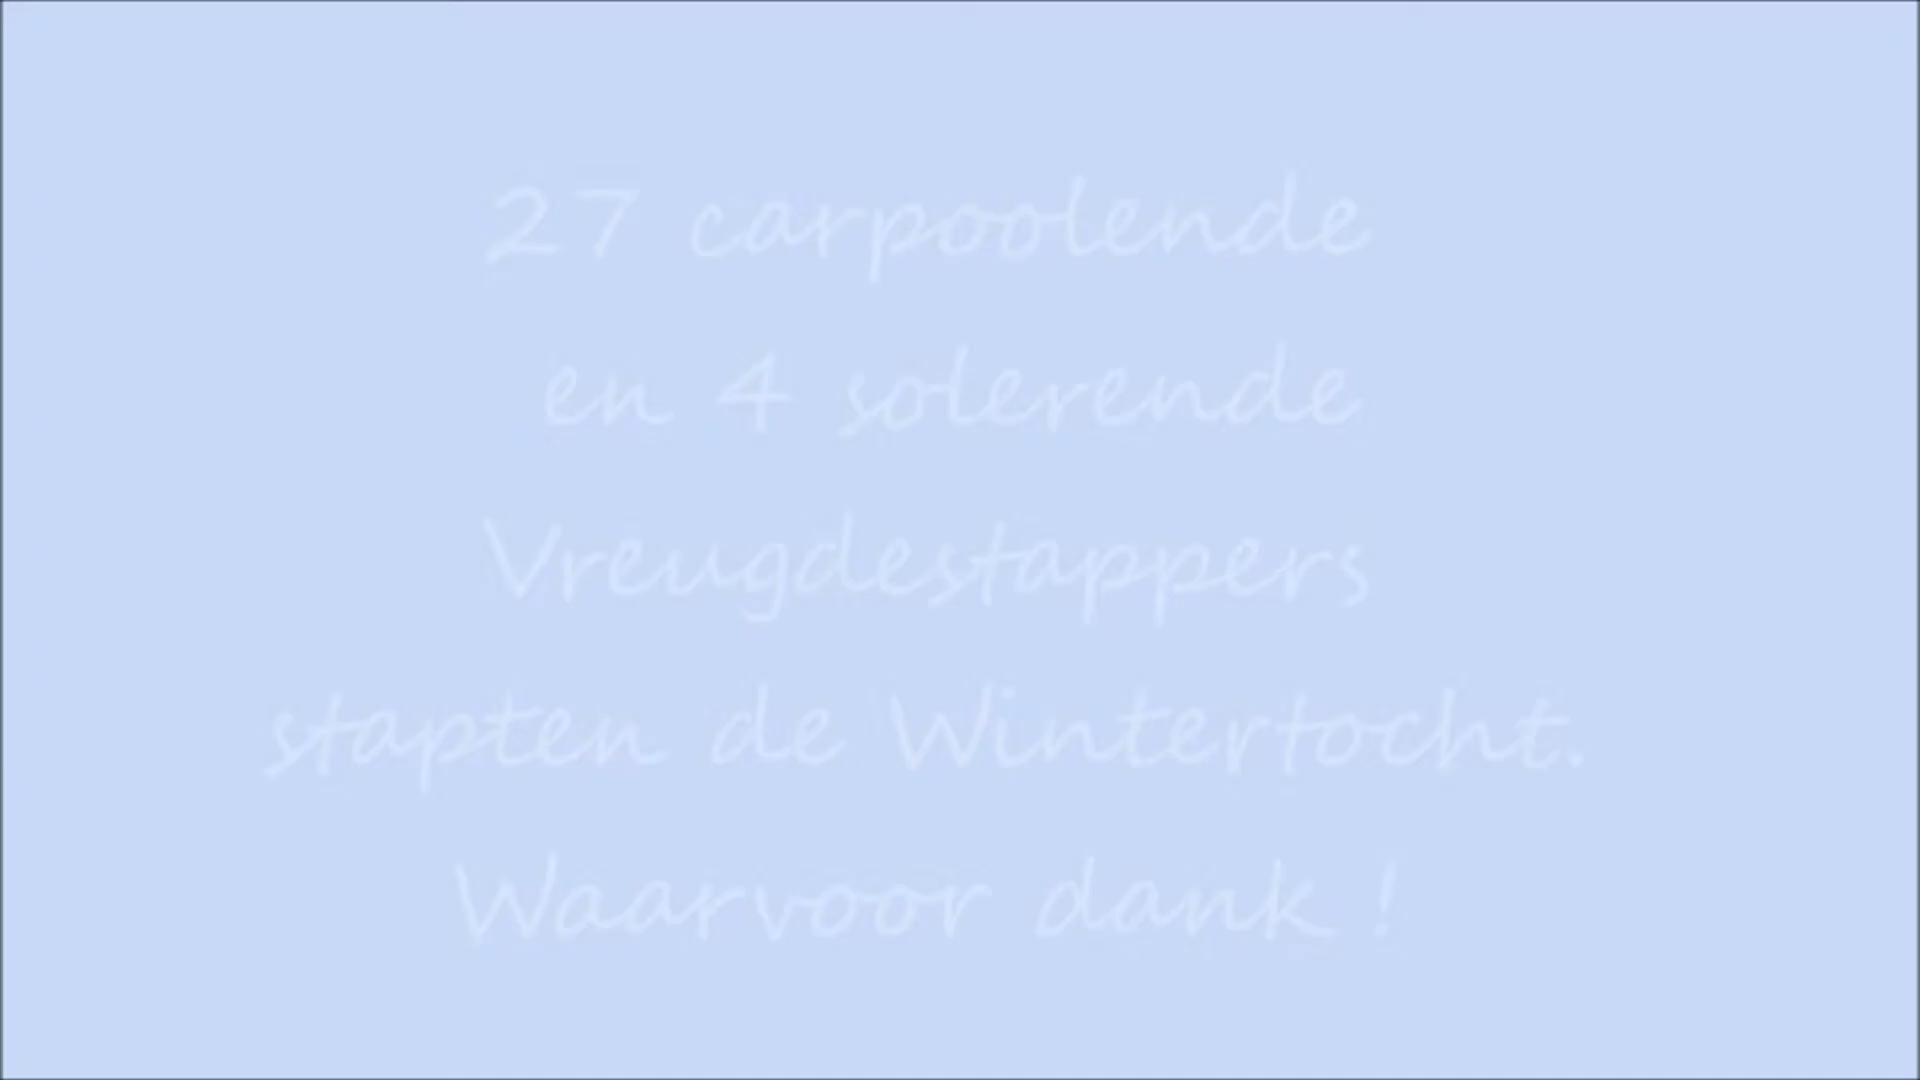 27 carpoolende
en 4 solerende
Vreugdestappers
stapten de Wintertocht.
Waarvoor dank !